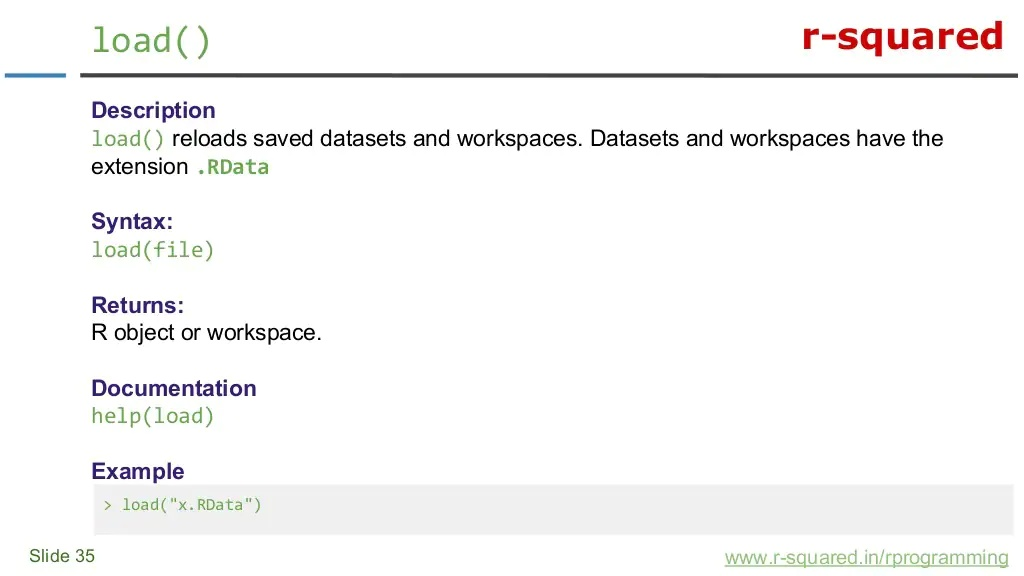 load()
r-squared
Description
load() reloads saved datasets and workspaces. Datasets and workspaces have the
extension .RData
Syntax:
load(file)
Returns:
R object or workspace.
Documentation
help(load)
Example
> load("x.RData")
Slide 35
www.r-squared.in/rprogramming